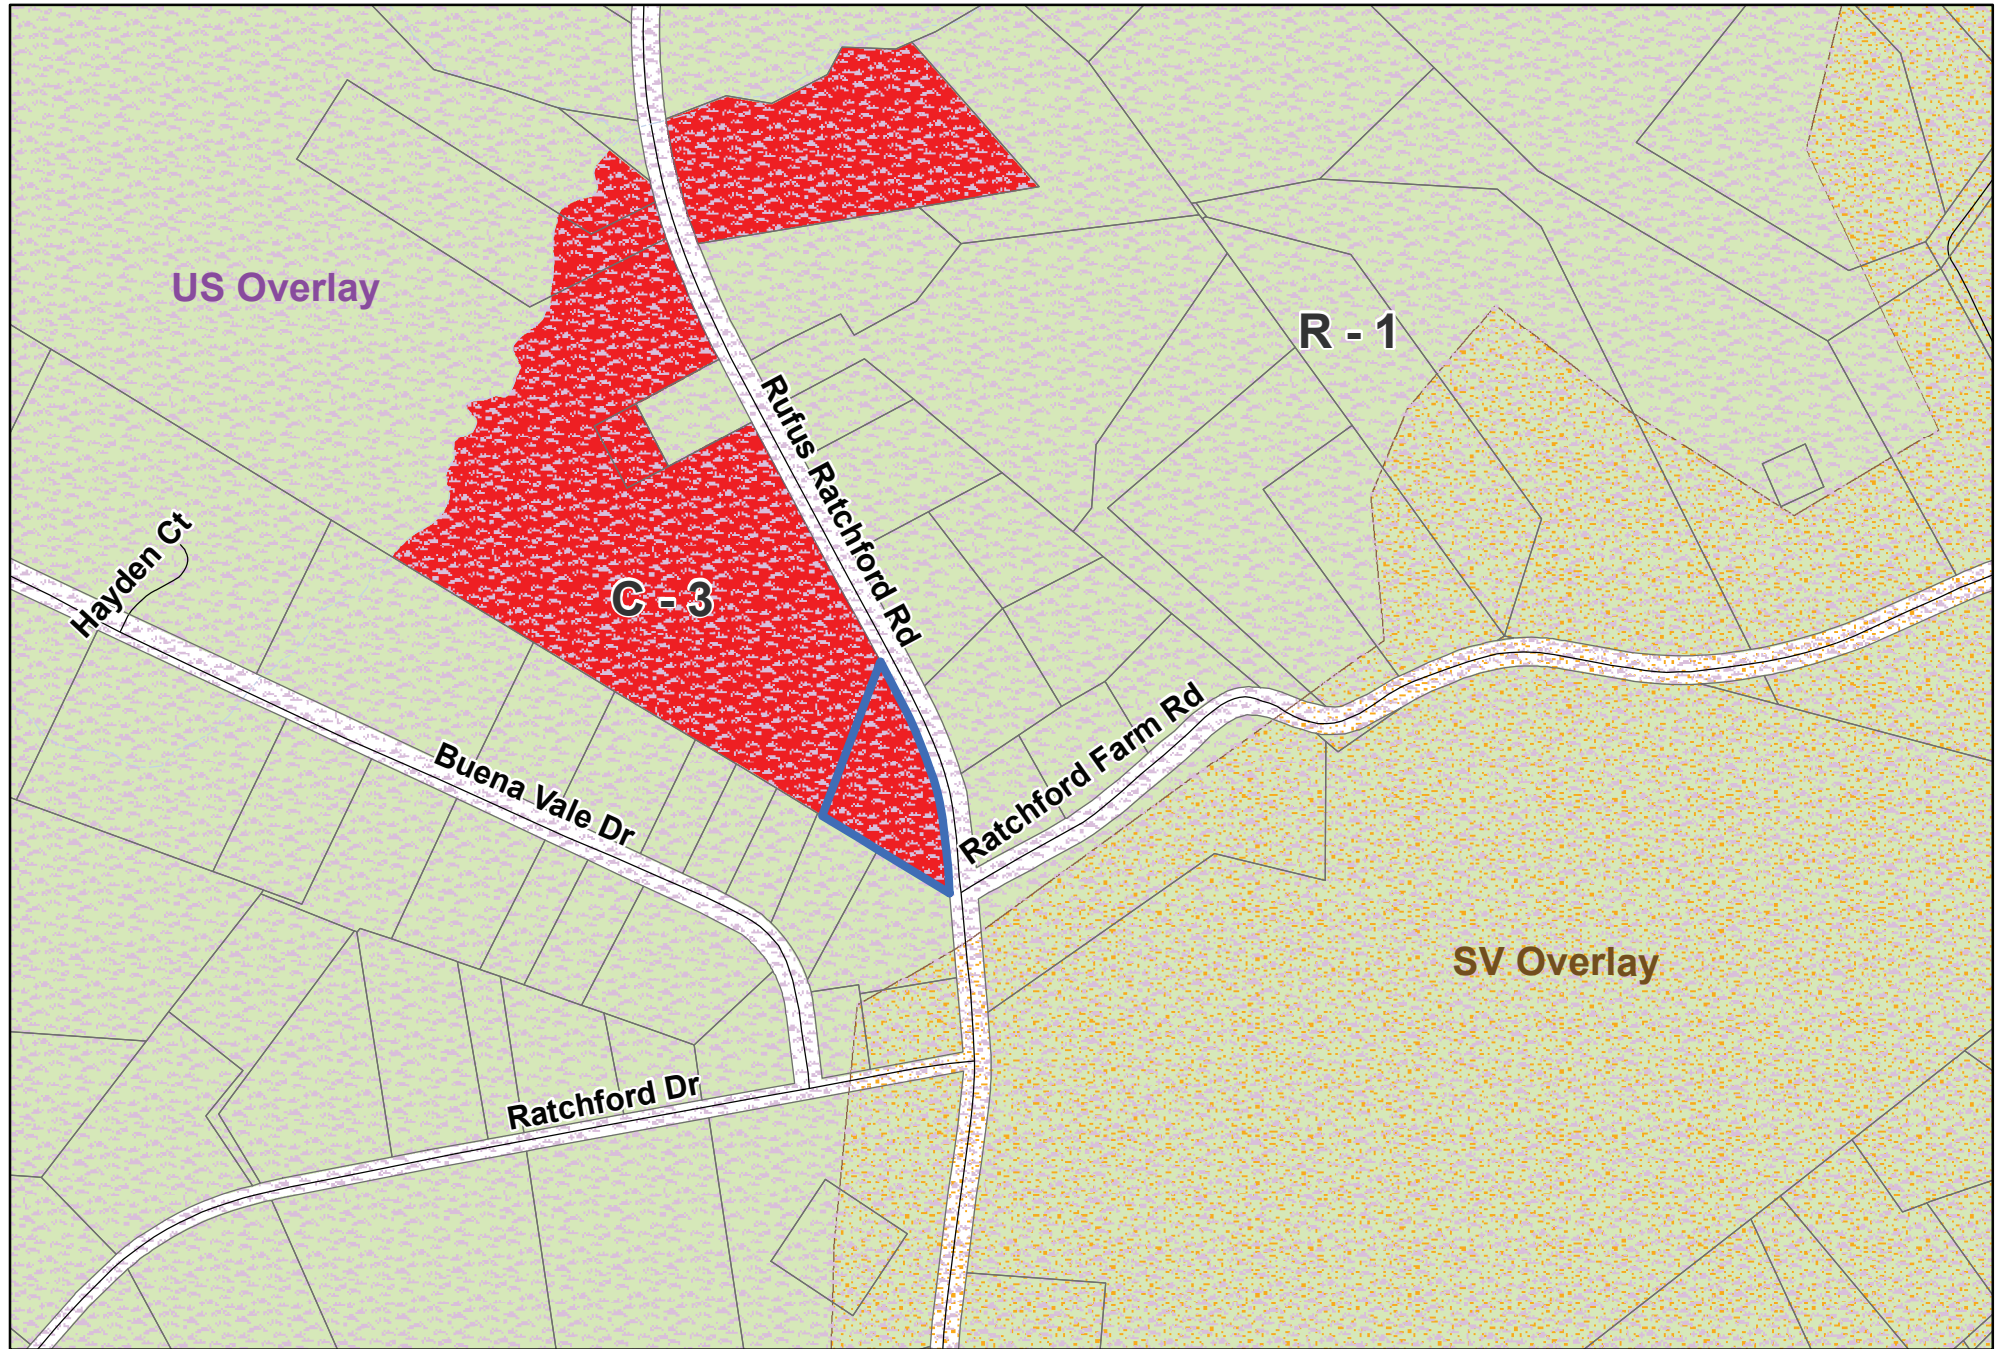 US Overlay
R - 1
Rufus Ratchford Rd
Hayden Ct
C - 3
Ratchford Farm Rd
Buena Vale Dr
SV Overlay
Ratchford Dr